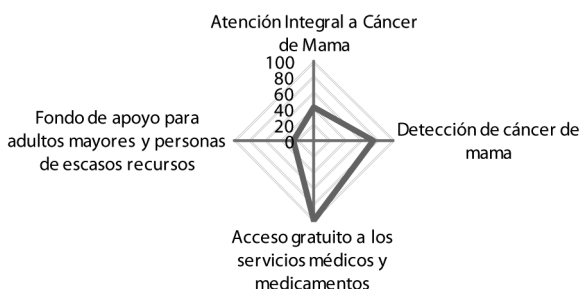 Atención Integral a Cáncer
de Mama
100
80
60
40
20
0
Fondo de apoyo para
adultos mayores y personas
de escasos recursos
Detección de cáncer de
mama
Acceso gratuito a los
servicios médicos y
medicamentos